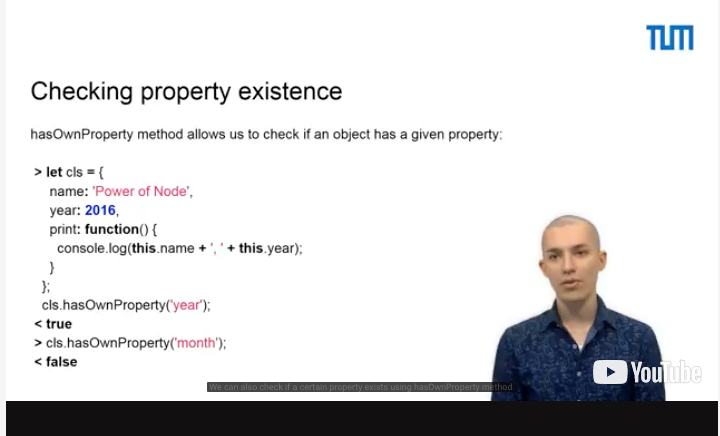 TUM
Checking property existence
hasOwnProperty method allows us to check if an object has a given property:
> let cls = {
name: 'Power of Node',
year: 2016,
print: function() {
console.log(this.name + ', ' + this.year);
}
};
cls.hasOwnProperty('year');
< true
> cls.hasOwnProperty('month');
< false
YouTube
We can also check if a certain property exists using hasOwnProperty method